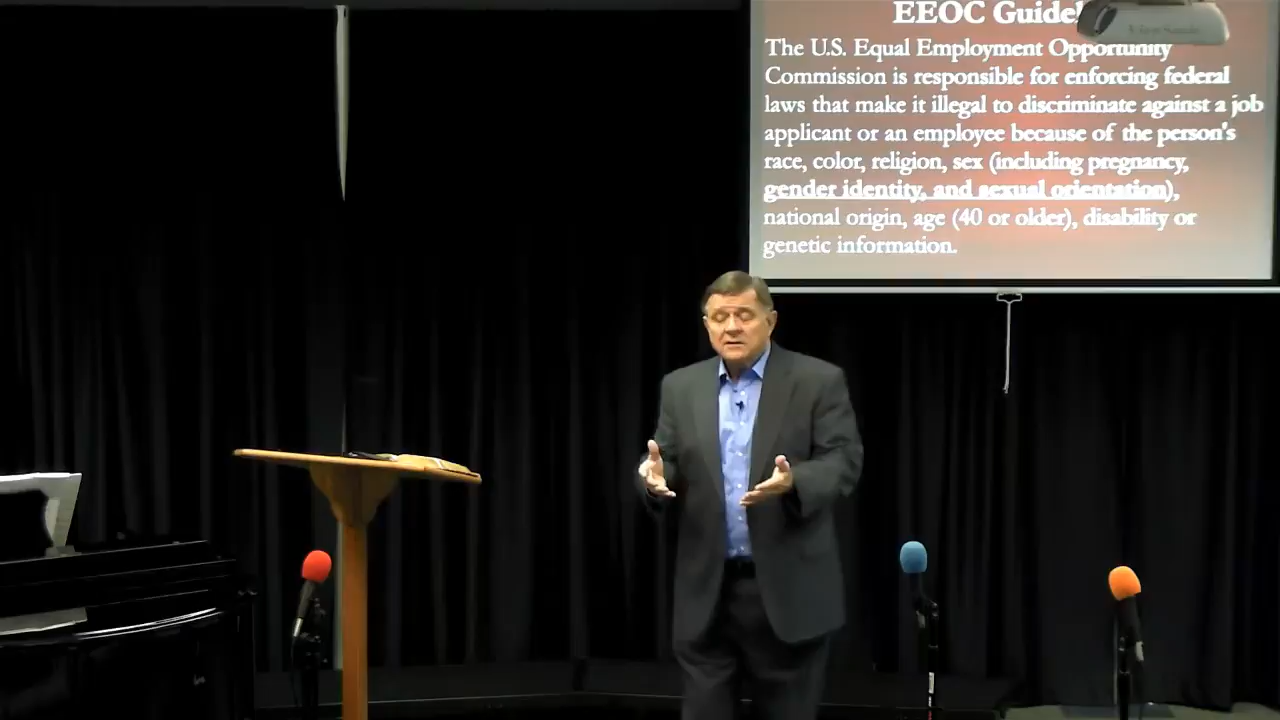 EEOC Guidel
The U.S. Equal Employment Opportunity
Commission is responsible for enforcing federal
laws that make it illegal to discriminate against a job
applicant or an employee because of the person's
race, color, religion, sex (including pregnancy,
gender identity, and sexual orientation),
national origin, age (40 or older), disability or
genetic information.